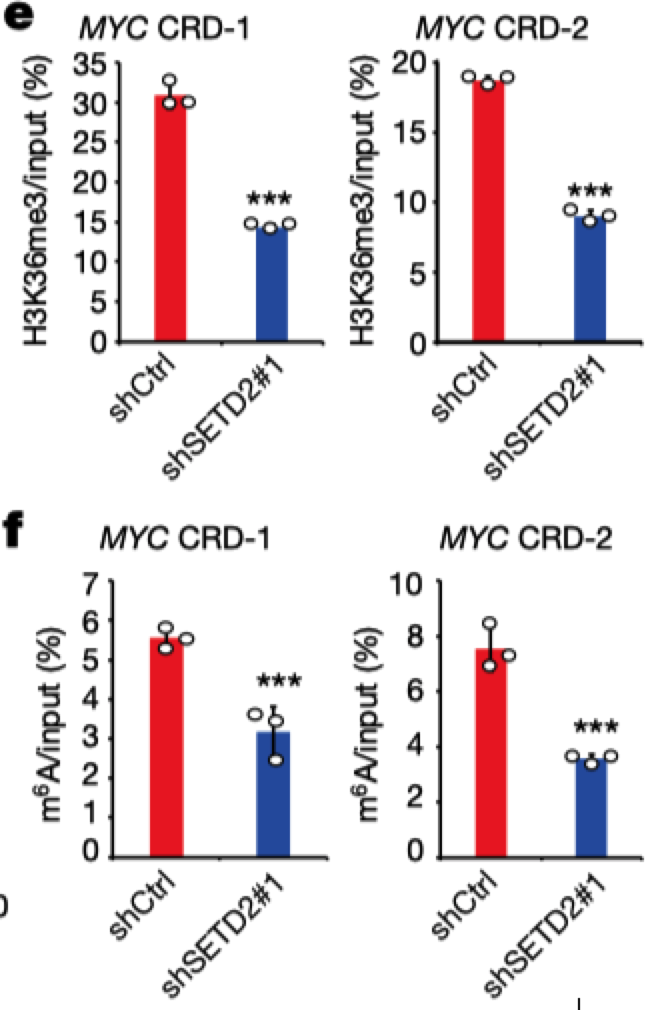 e
MYC CRD-1
MYC CRD-2
H3K36me3/input (%)
35
30
25
20
15
10
5
0
***
shCtrl
shSETD2#1
H3K36me3/input (%)
20
15
10
5
0
***
shCtrl
shSETD2#1
f
MYC CRD-1
MYC CRD-2
m⁶A/input (%)
7
6
5
4
3
2
1
0
***
shCtrl
shSETD2#1
m⁶A/input (%)
10
8
6
4
2
0
***
shCtrl
shSETD2#1